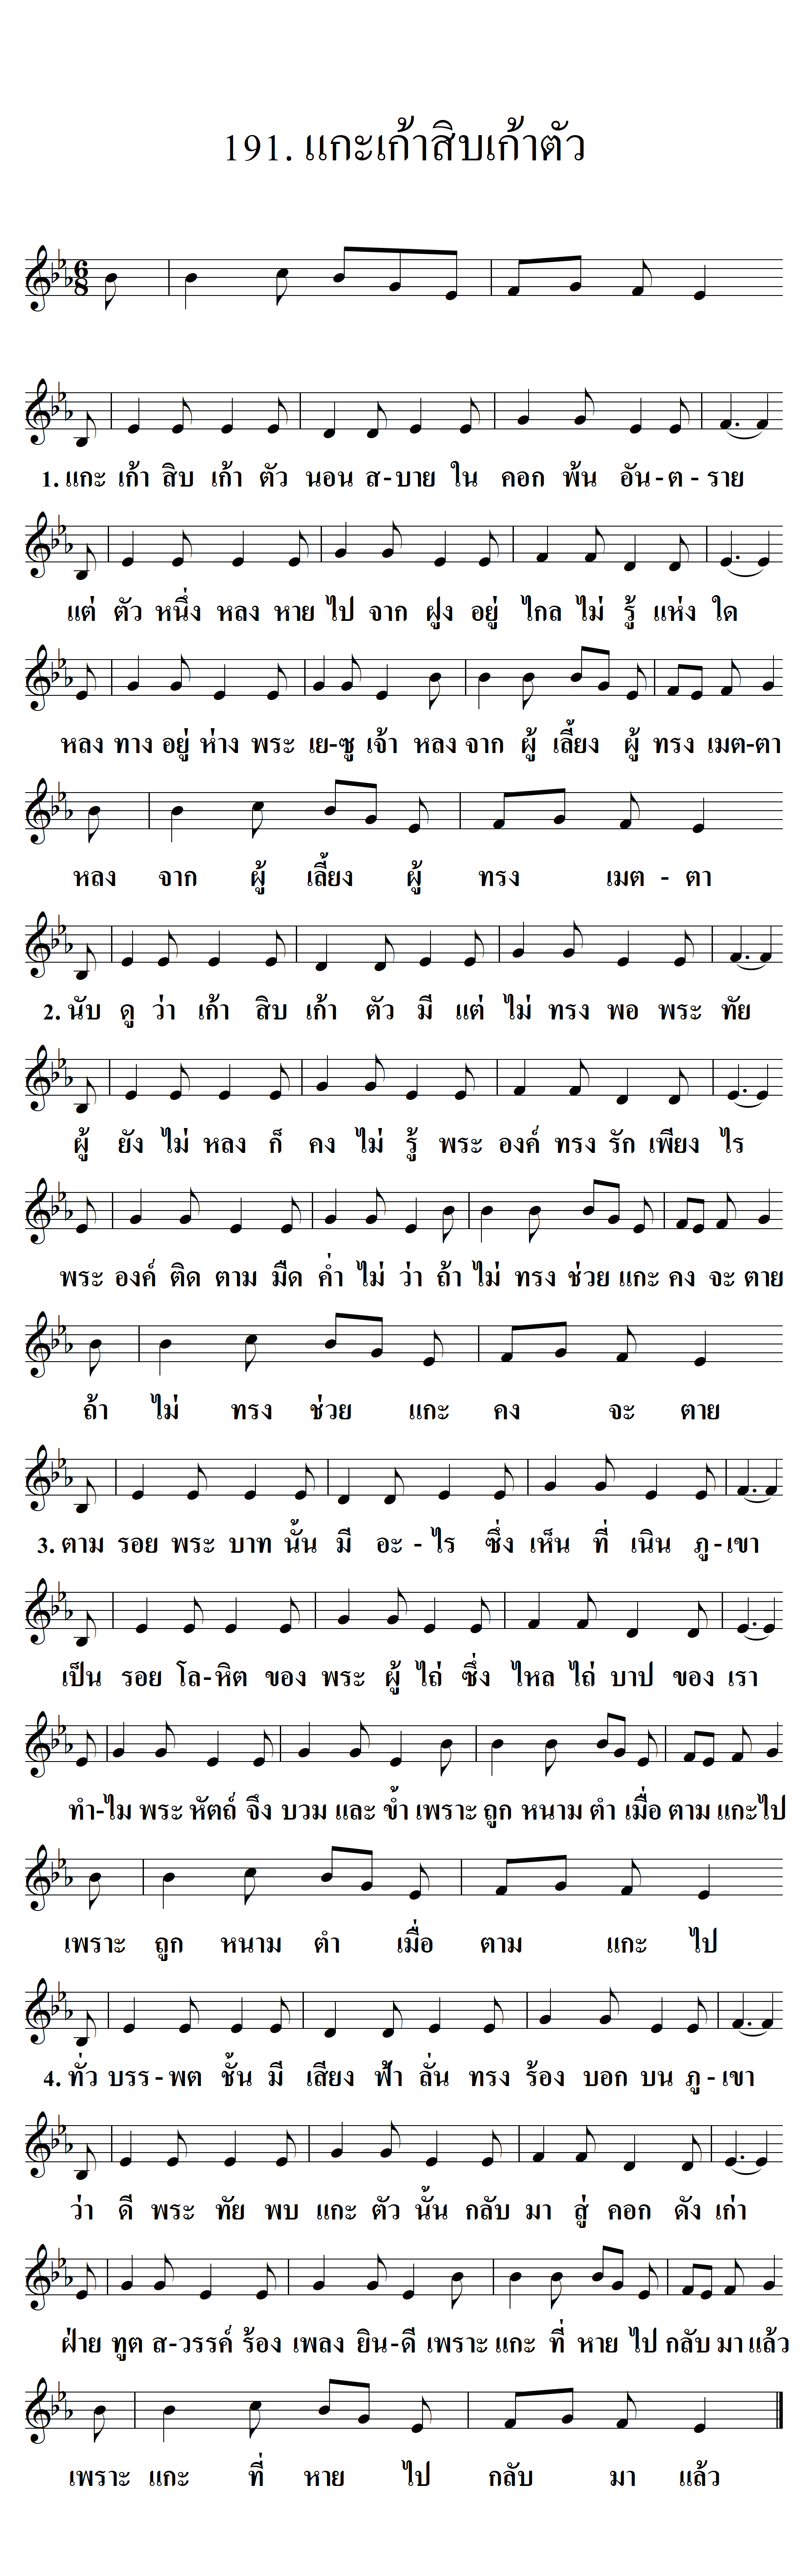 191. แกะเก้าสิบเก้าตัว
6
8
1. แกะ เก้า สิบ เก้า ตัว นอน ส - บาย ใน คอก พ้น อัน - ต - ราย
แต่ ตัว หนึ่ง หลง หาย ไป จาก ฝูง อยู่ ไกล ไม่ รู้ แห่ง ใด
หลง ทาง อยู่ ห่าง พระ เย-ซู เจ้า หลง จาก ผู้ เลี้ยง ผู้ ทรง เมต-ตา
หลง จาก ผู้ เลี้ยง ผู้ ทรง เมต - ตา
2. นับ ดู ว่า เก้า สิบ เก้า ตัว มี แต่ ไม่ ทรง พอ พระ ทัย
ผู้ ยัง ไม่ หลง ก็ คง ไม่ รู้ พระ องค์ ทรง รัก เพียง ไร
พระ องค์ ติด ตาม มืด ค่ำ ไม่ ว่า ถ้า ไม่ ทรง ช่วย แกะ คง จะ ตาย
ถ้า ไม่ ทรง ช่วย แกะ คง จะ ตาย
3. ตาม รอย พระ บาท นั้น มี อะ - ไร ซึ่ง เห็น ที่ เนิน ภู - เขา
เป็น รอย โล-หิต ของ พระ ผู้ ไถ่ ซึ่ง ไหล ไถ่ บาป ของ เรา
ทำ-ไม พระ หัตถ์ จึง บวม และ ข้ำ เพราะ ถูก หนาม ตำ เมื่อ ตาม แกะไป
เพราะ ถูก หนาม ตำ เมื่อ ตาม แกะ ไป
4. ทั่ว บรร - พต ชั้น มี เสียง ฟ้า ลั่น ทรง ร้อง บอก บน ภู - เขา
ว่า ดี พระ ทัย พบ แกะ ตัว นั้น กลับ มา สู่ คอก ดัง เก่า
ฝ่าย ทูต ส-วรรค์ ร้อง เพลง ยิน-ดี เพราะ แกะ ที่ หาย ไป กลับ มา แล้ว
เพราะ แกะ ที่ หาย ไป กลับ มา แล้ว